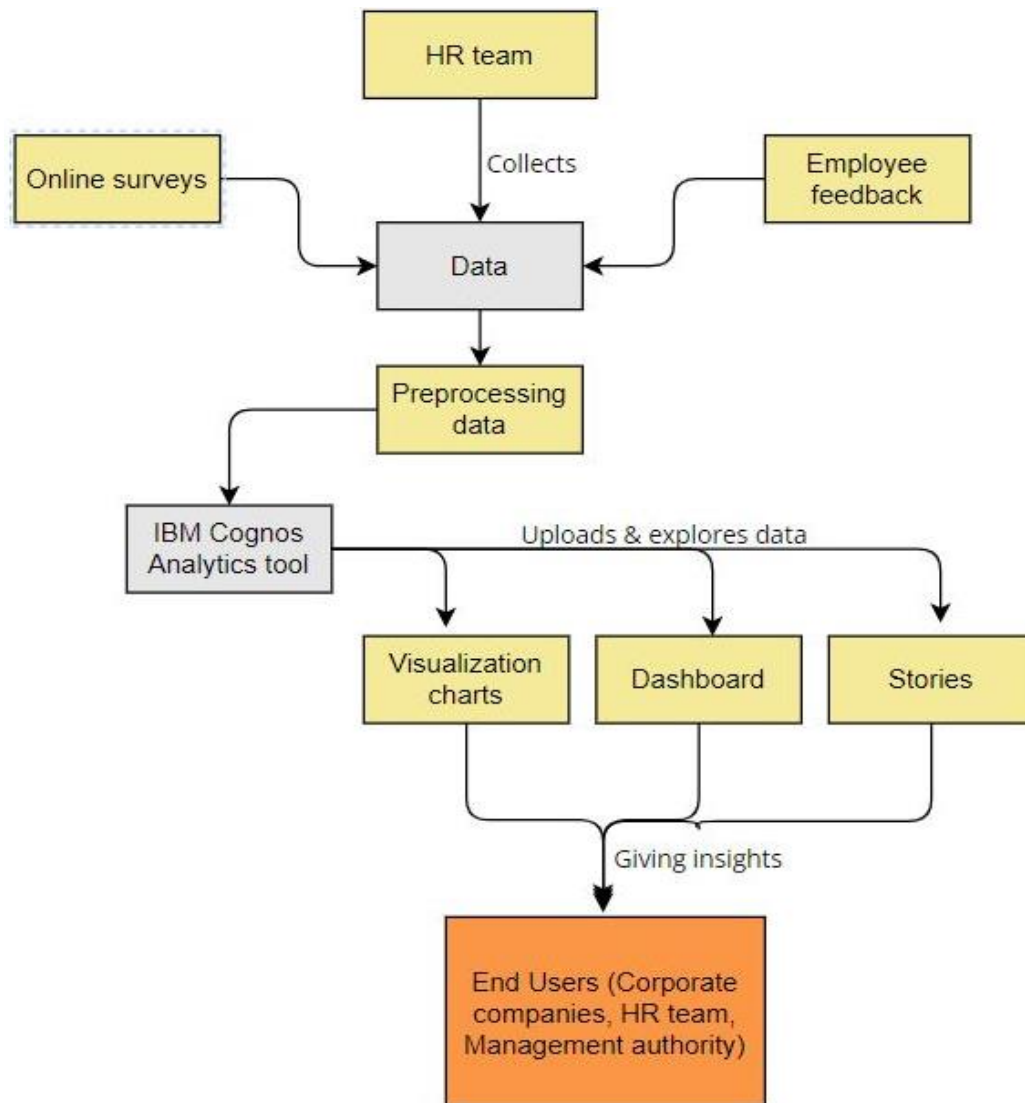 HR team
Collects
Online surveys
Employee
feedback
Data
Preprocessing
data
IBM Cognos
Analytics tool
Uploads & explores data
Visualization
charts
Dashboard
Stories
Giving insights
End Users (Corporate
companies, HR team,
Management authority)